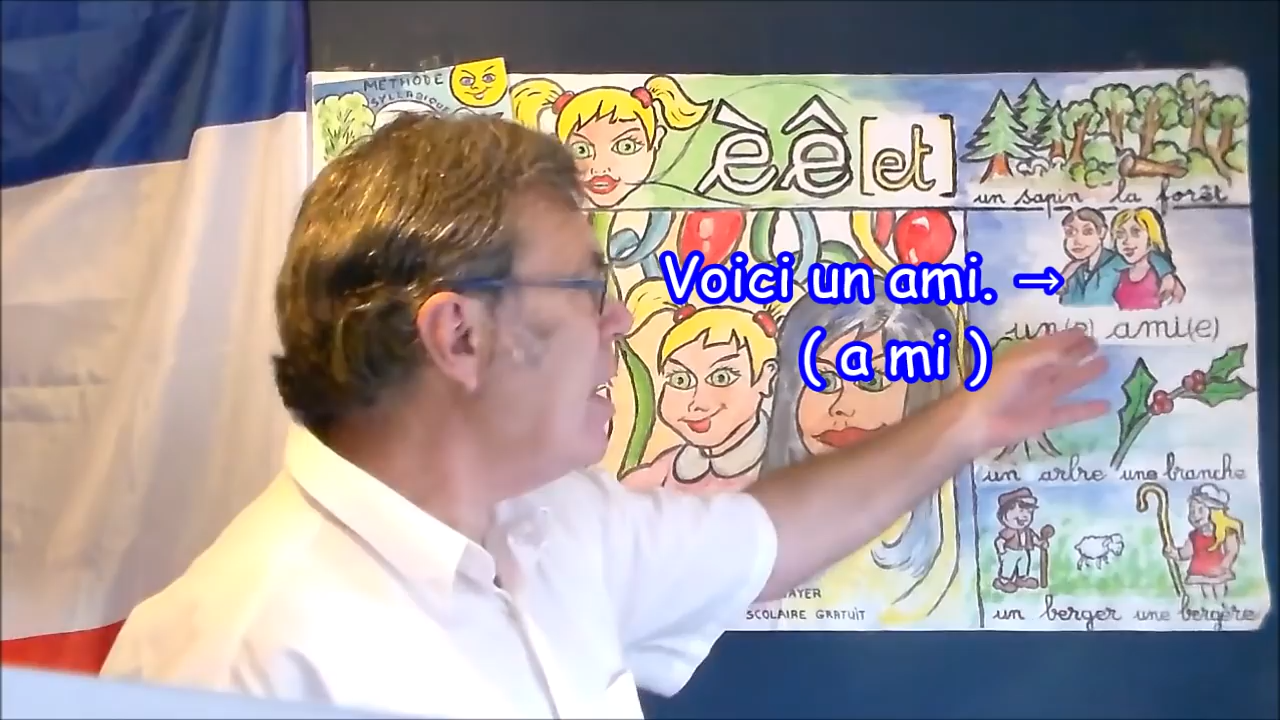 MÉTHODE
SYLLABIQUE
è ê [et]
un sapin la forêt
Voici un ami. →
( a mi )
un(e) ami(e)
un arbre une branche
un berger une bergère
SCOLAIRE GRATUIT